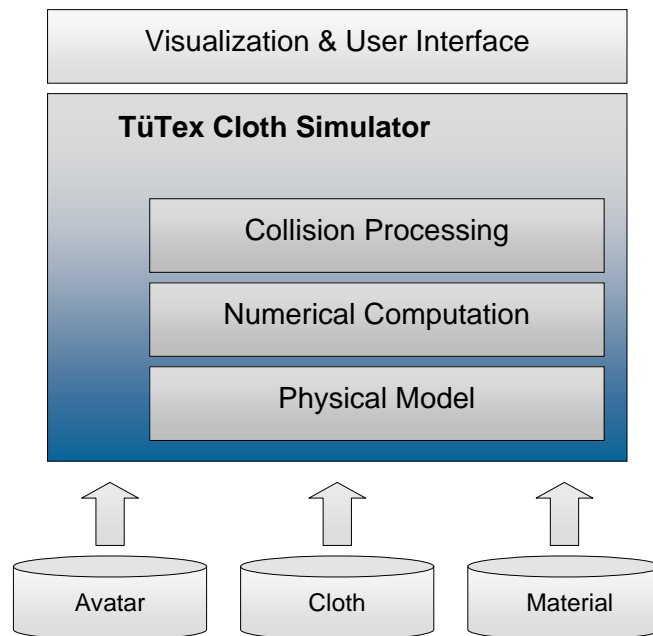 Visualization & User Interface
TüTex Cloth Simulator
Collision Processing
Numerical Computation
Physical Model
Avatar
Cloth
Material